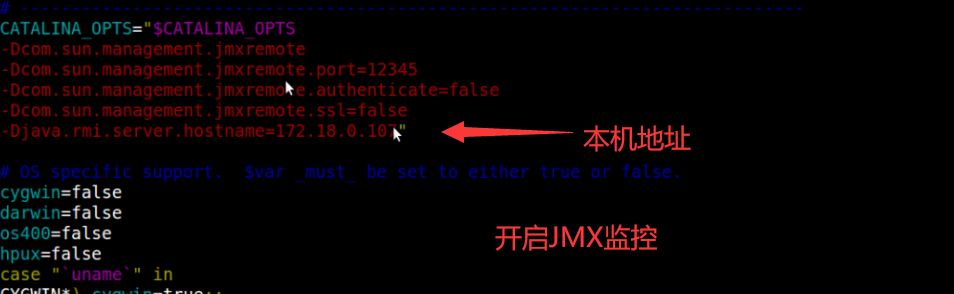 # ------------------------------------------------------------------------------
CATALINA_OPTS="$CATALINA_OPTS
-Dcom.sun.management.jmxremote
-Dcom.sun.management.jmxremote.port=12345
-Dcom.sun.management.jmxremote.authenticate=false
-Dcom.sun.management.jmxremote.ssl=false
-Djava.rmi.server.hostname=172.18.0.107"
本机地址
# OS specific support.  $var _must_ be set to either true or false.
cygwin=false
darwin=false
os400=false
开启JMX监控
hpux=false
case "`uname`" in
CYGWIN*) cygwin=true;;